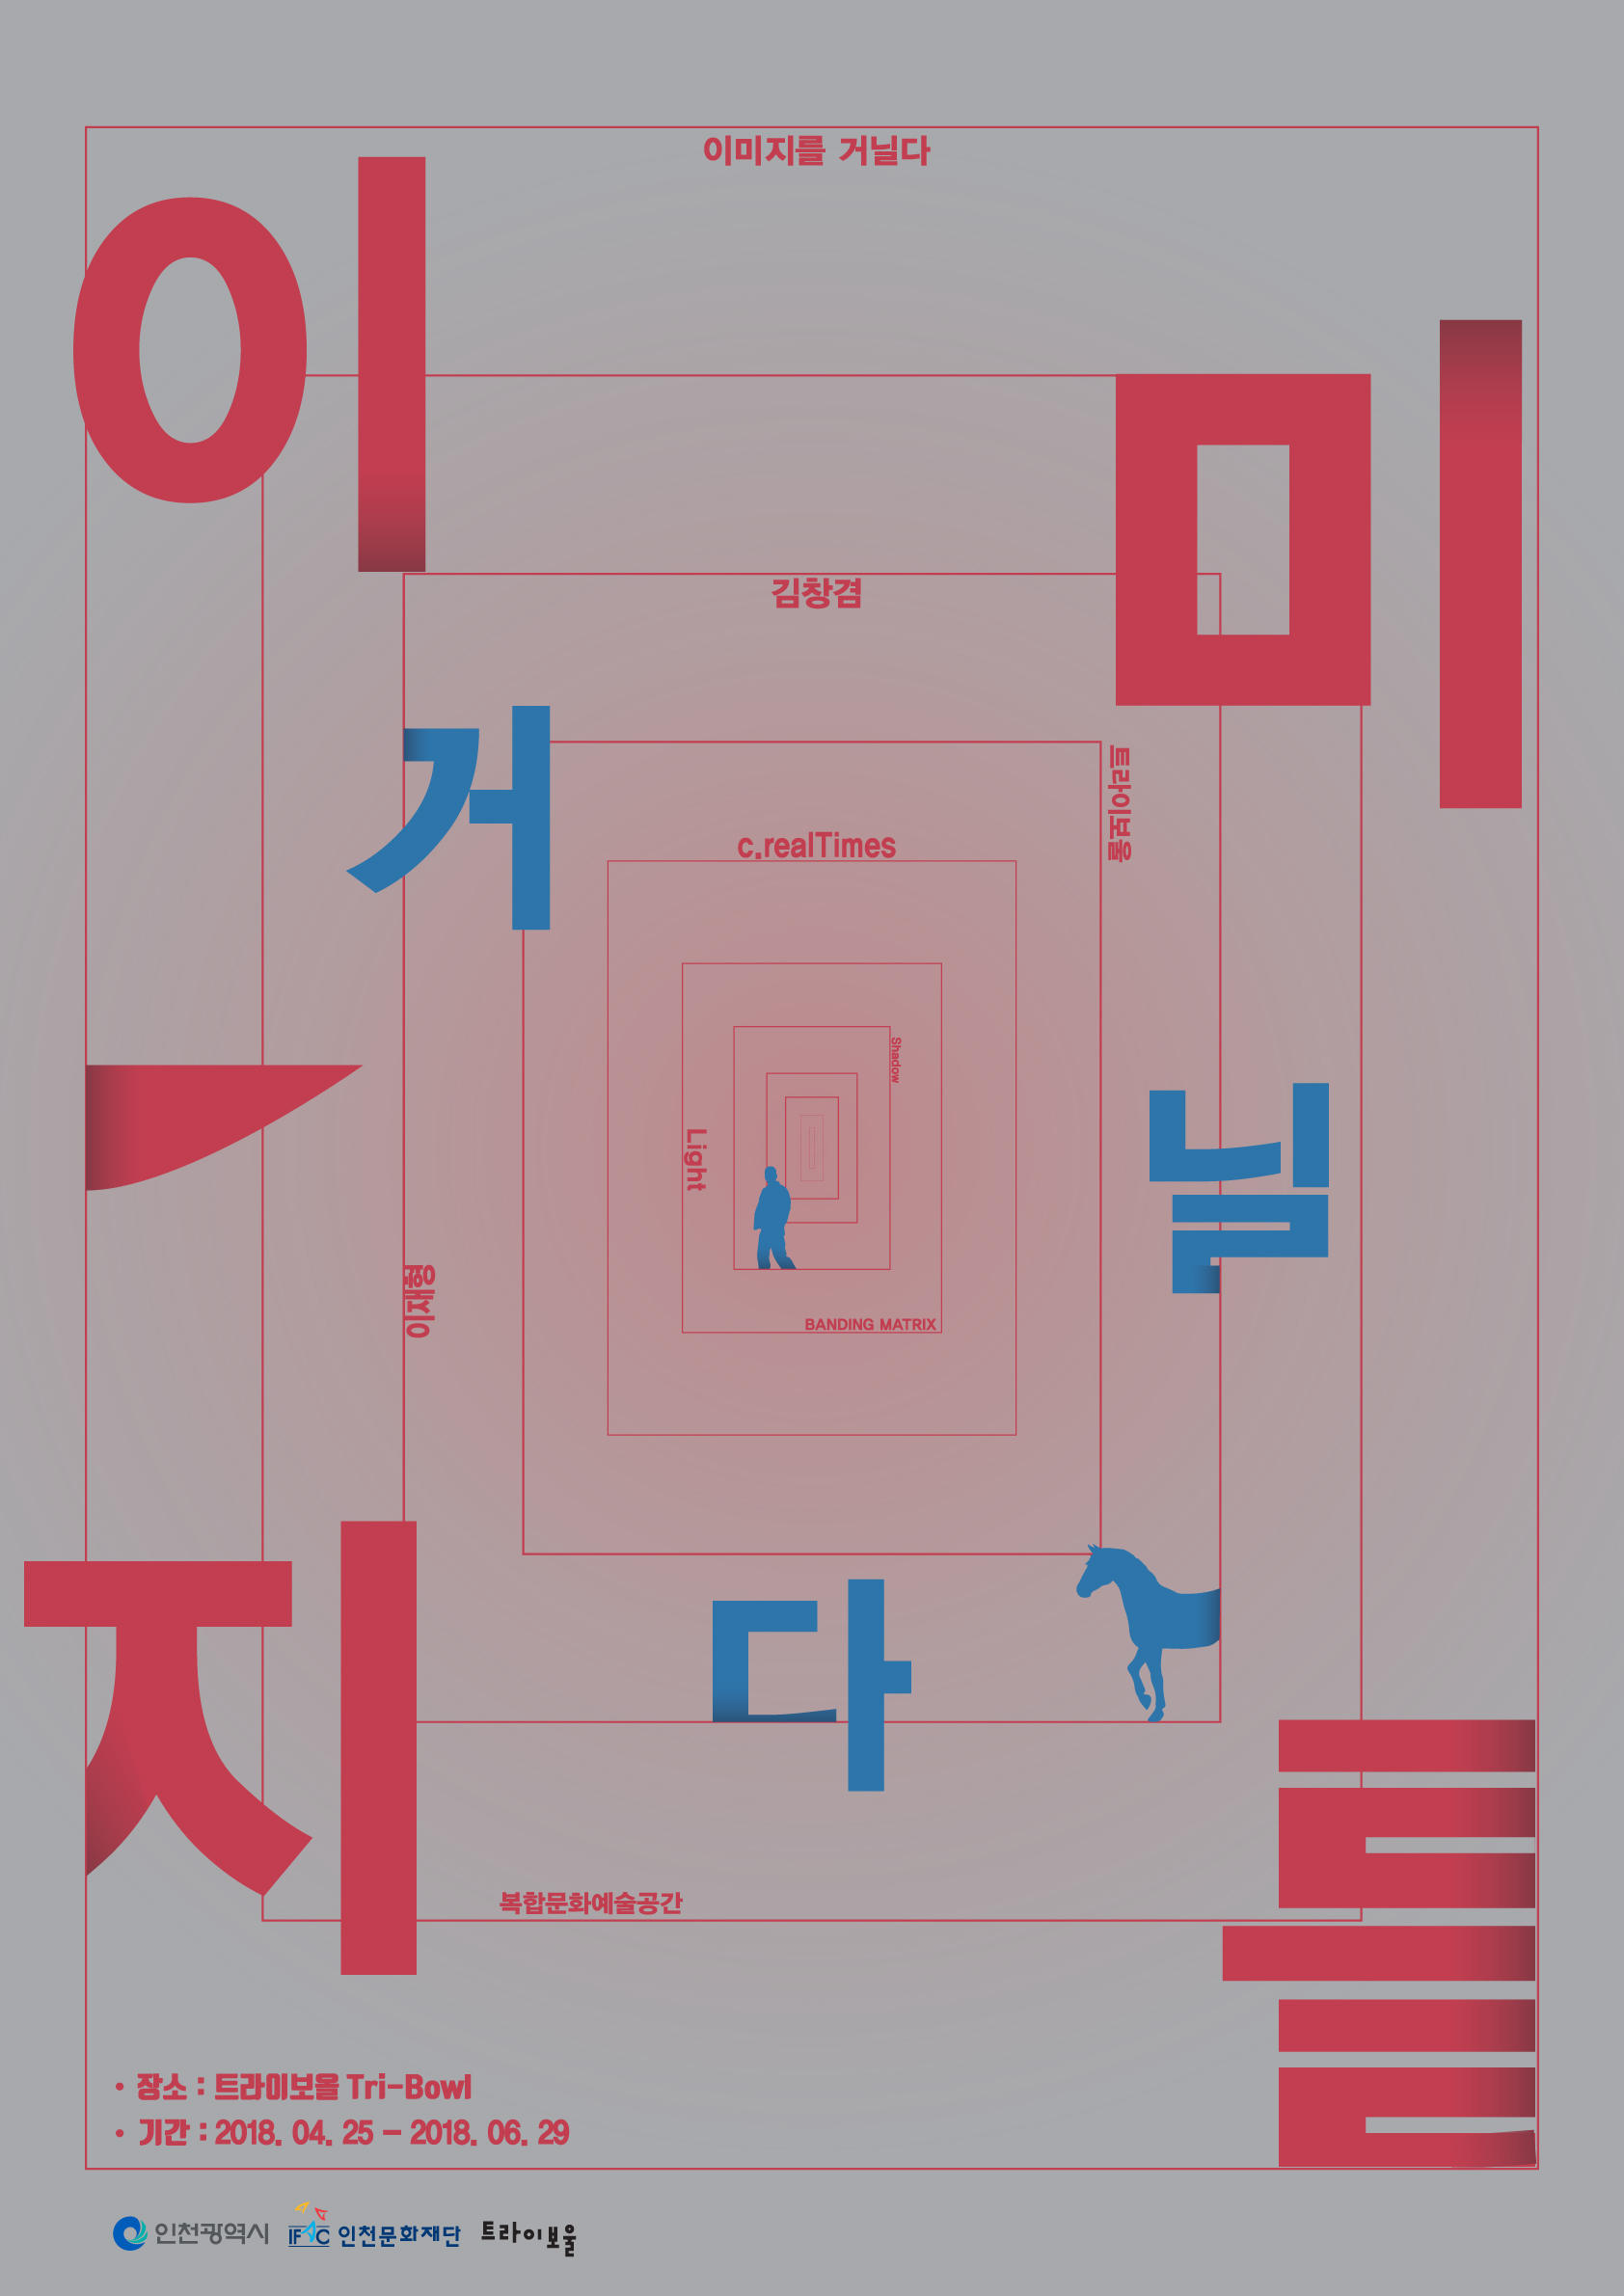 이미지를 거닐다
이미지를
김창겸
거닐다
트라이보울
c.realTimes
Shadow
Light
이재형
BANDING MATRIX
복합문화예술공간
• 장소 : 트라이보울 Tri-Bowl
• 기간 : 2018. 04. 25 - 2018. 06. 29
인천광역시
IFAC 인천문화재단
트라이보울